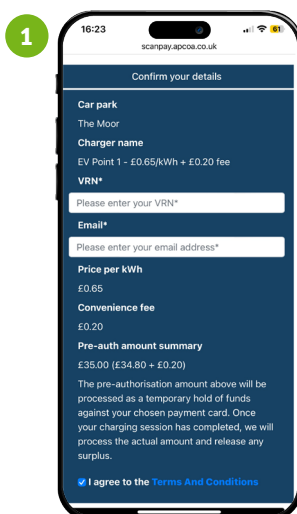 1
16:23
61
scanpay.apcoa.co.uk
Confirm your details
Car park
The Moor
Charger name
EV Point 1 - £0.65/kWh + £0.20 fee
VRN*
Please enter your VRN*
Email*
Please enter your email address*
Price per kWh
£0.65
Convenience fee
£0.20
Pre-auth amount summary
£35.00 (£34.80 + £0.20)
The pre-authorisation amount above will be
processed as a temporary hold of funds
against your chosen payment card. Once
your charging session has completed, we will
process the actual amount and release any
surplus.
I agree to the Terms And Conditions